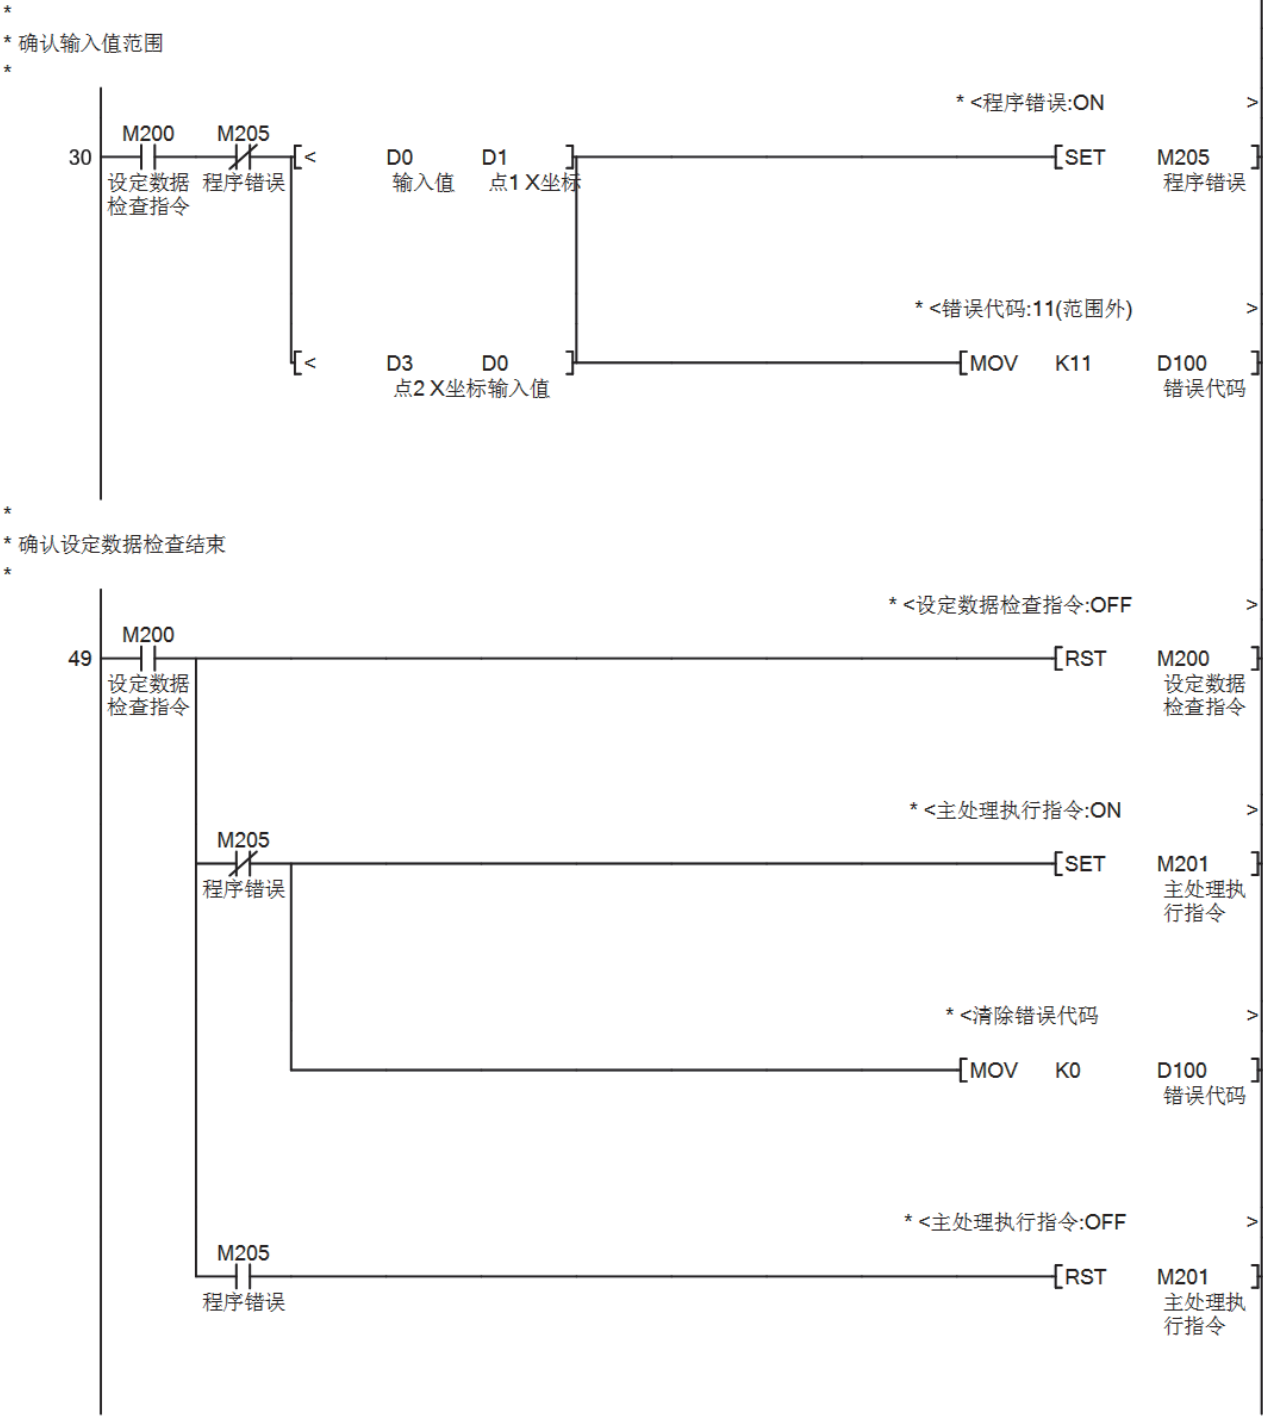 *
* 确认输入值范围
*
* <程序错误:ON >
M200 M205
30 [< D0 D1 ] [SET M205 ]
设定数据 程序错误 输入值 点1 X坐标 程序错误
检查指令
* <错误代码:11(范围外) >
[< D3 D0 ] [MOV K11 D100 ]
点2 X坐标 输入值 错误代码
*
* 确认设定数据检查结束
*
* <设定数据检查指令:OFF >
M200
49 [RST M200 ]
设定数据 设定数据
检查指令 检查指令
* <主处理执行指令:ON >
M205
[SET M201 ]
程序错误 主处理执
行指令
* <清除错误代码 >
[MOV K0 D100 ]
错误代码
* <主处理执行指令:OFF >
M205
[RST M201 ]
程序错误 主处理执
行指令